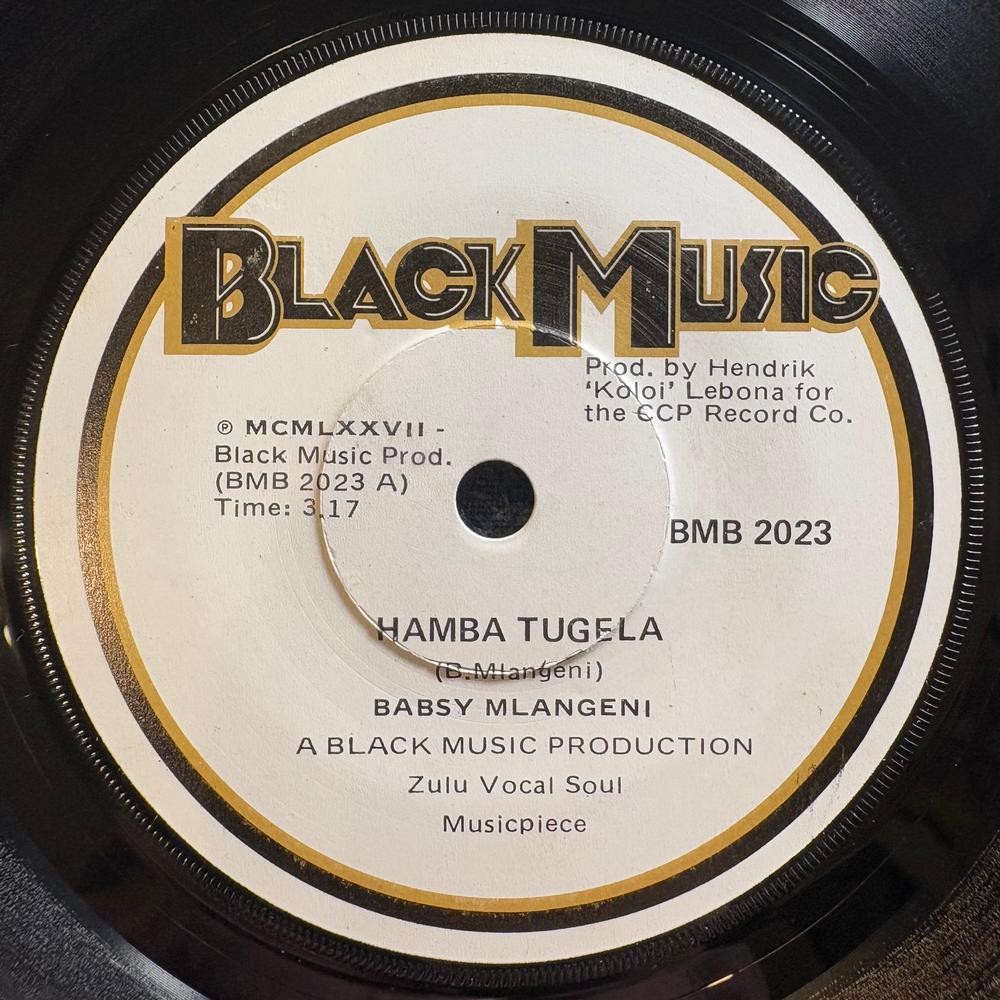 BLACK MUSIC
Prod. by Hendrik
‘Koloi’ Lebona for
the CCP Record Co.
℗ MCMLXXVII -
Black Music Prod.
(BMB 2023 A)
Time: 3.17
BMB 2023
HAMBA TUGELA
(B.Mlangeni)
BABSY MLANGENI
A BLACK MUSIC PRODUCTION
Zulu Vocal Soul
Musicpiece